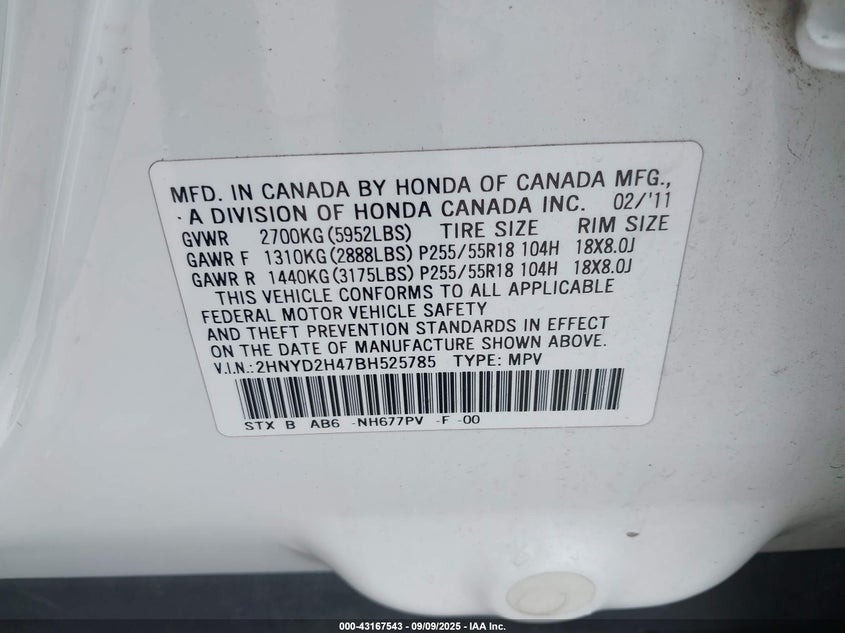 MFD. IN CANADA BY HONDA OF CANADA MFG.,
A DIVISION OF HONDA CANADA INC. 02/'11
GVWR 2700KG(5952LBS) TIRE SIZE RIM SIZE
GAWR F 1310KG(2888LBS) P255/55R18 104H 18X8.0J
GAWR R 1440KG(3175LBS) P255/55R18 104H 18X8.0J
THIS VEHICLE CONFORMS TO ALL APPLICABLE
FEDERAL MOTOR VEHICLE SAFETY
AND THEFT PREVENTION STANDARDS IN EFFECT
ON THE DATE OF MANUFACTURE SHOWN ABOVE.
V.I.N.:2HNYD2H47BH525785 TYPE: MPV
STX B AB6 -NH677PV -F -00
000-43167543 - 09/09/2025 - IAA Inc.